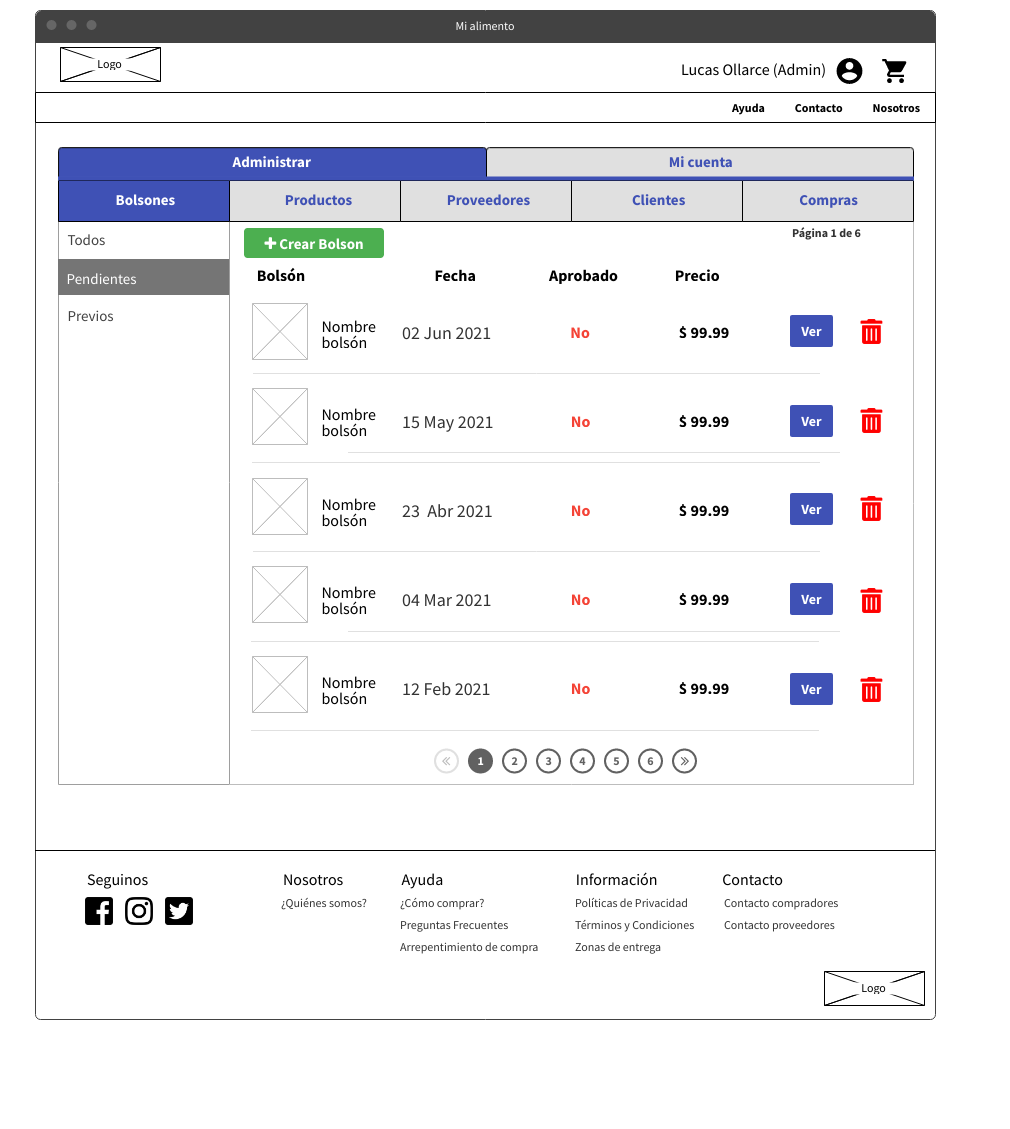 Mi alimento
Logo
Lucas Ollarce (Admin)
Ayuda Contacto Nosotros
Administrar Mi cuenta
Bolsones Productos Proveedores Clientes Compras
Todos
Pendientes
Previos
Crear Bolson
Página 1 de 6
Bolsón Fecha Aprobado Precio
Nombre
bolsón
02 Jun 2021 No $ 99.99 Ver
Nombre
bolsón
15 May 2021 No $ 99.99 Ver
Nombre
bolsón
23 Abr 2021 No $ 99.99 Ver
Nombre
bolsón
04 Mar 2021 No $ 99.99 Ver
Nombre
bolsón
12 Feb 2021 No $ 99.99 Ver
« 1 2 3 4 5 6 »
Seguinos
Nosotros
¿Quiénes somos?
Ayuda
¿Cómo comprar?
Preguntas Frecuentes
Arrepentimiento de compra
Información
Políticas de Privacidad
Términos y Condiciones
Zonas de entrega
Contacto
Contacto compradores
Contacto proveedores
Logo